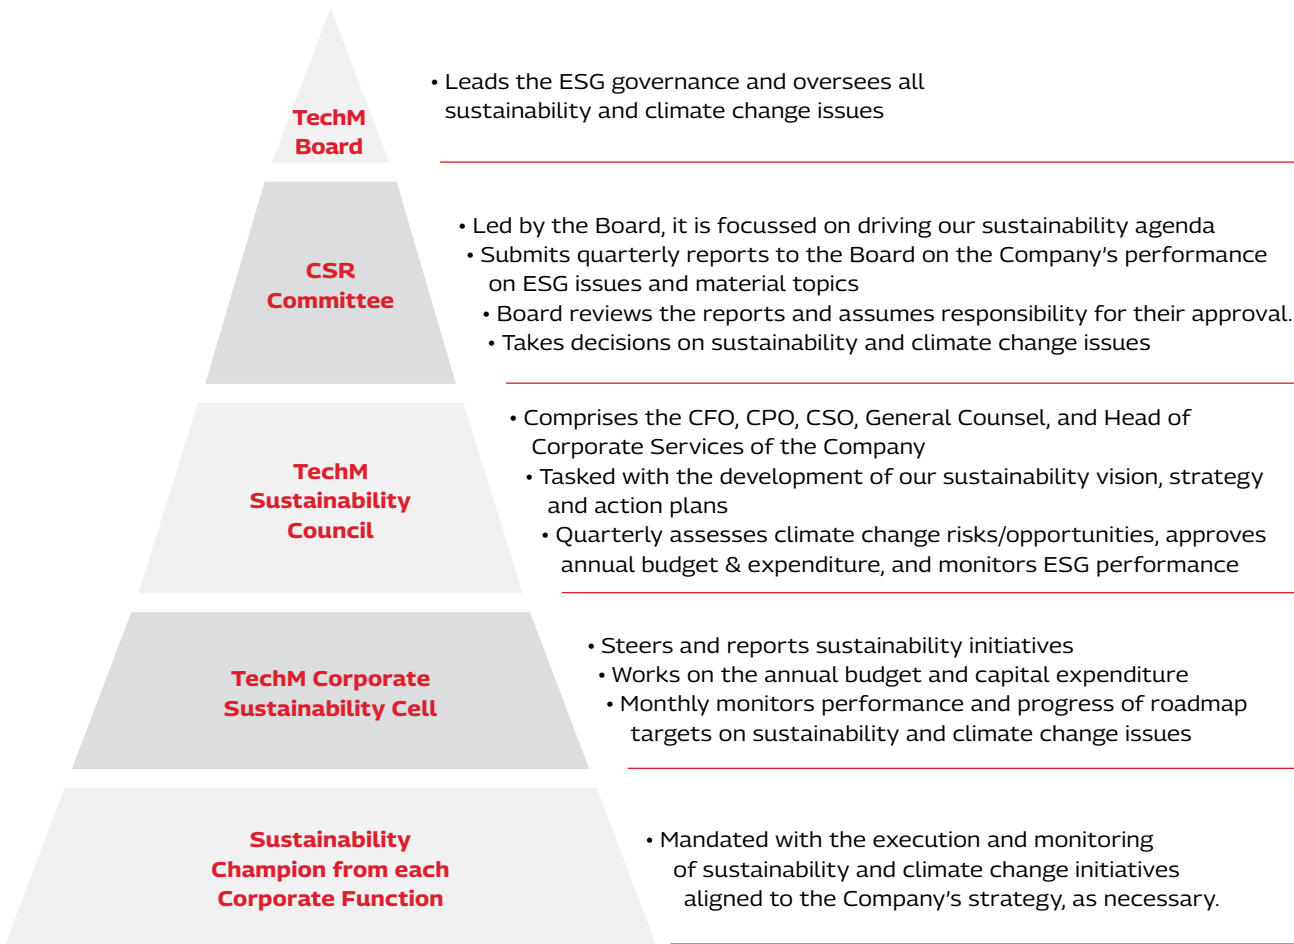 TechM
Board
• Leads the ESG governance and oversees all
sustainability and climate change issues
CSR
Committee
• Led by the Board, it is focussed on driving our sustainability agenda
• Submits quarterly reports to the Board on the Company's performance
on ESG issues and material topics
• Board reviews the reports and assumes responsibility for their approval.
• Takes decisions on sustainability and climate change issues
TechM
Sustainability
Council
• Comprises the CFO, CPO, CSO, General Counsel, and Head of
Corporate Services of the Company
• Tasked with the development of our sustainability vision, strategy
and action plans
• Quarterly assesses climate change risks/opportunities, approves
annual budget & expenditure, and monitors ESG performance
TechM Corporate
Sustainability Cell
• Steers and reports sustainability initiatives
• Works on the annual budget and capital expenditure
• Monthly monitors performance and progress of roadmap
targets on sustainability and climate change issues
Sustainability
Champion from each
Corporate Function
• Mandated with the execution and monitoring
of sustainability and climate change initiatives
aligned to the Company's strategy, as necessary.